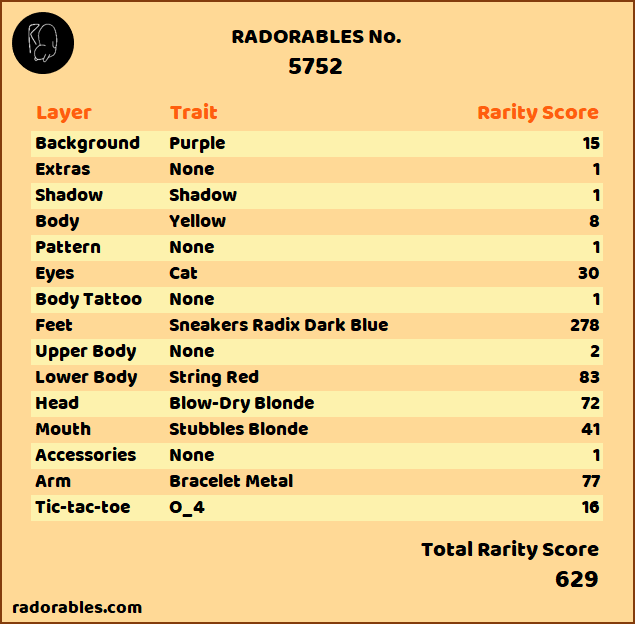 RADORABLES No.
5752
Layer Trait Rarity Score
Background Purple 15
Extras None 1
Shadow Shadow 1
Body Yellow 8
Pattern None 1
Eyes Cat 30
Body Tattoo None 1
Feet Sneakers Radix Dark Blue 278
Upper Body None 2
Lower Body String Red 83
Head Blow-Dry Blonde 72
Mouth Stubbles Blonde 41
Accessories None 1
Arm Bracelet Metal 77
Tic-tac-toe O_4 16
Total Rarity Score
629
radorables.com